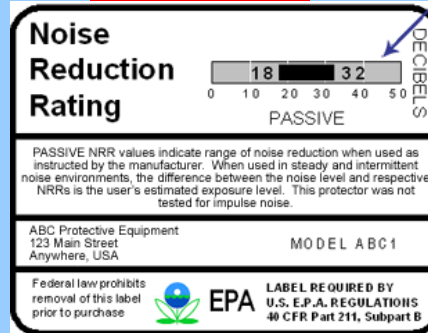 Noise
Reduction
Rating
18 32
0 10 20 30 40 50
DECIBELS
PASSIVE
PASSIVE NRR values indicate range of noise reduction when used as
instructed by the manufacturer. When used in steady and intermittent
noise environments, the difference between the noise level and respective
NRRs is the user's estimated exposure level. This protector was not
tested for impulse noise.
ABC Protective Equipment
123 Main Street
Anywhere, USA
MODEL ABC1
Federal law prohibits
removal of this label
prior to purchase
EPA
LABEL REQUIRED BY
U.S. E.P.A. REGULATIONS
40 CFR Part 211, Subpart B